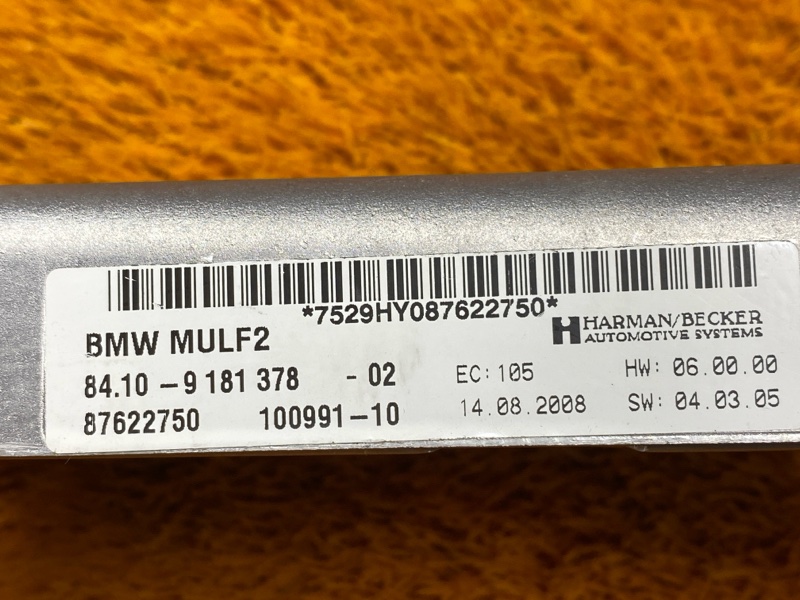 *7529HY087622750*
BMW MULF2
HARMAN/BECKER
AUTOMOTIVE SYSTEMS
84.10 - 9 181 378 - 02 EC: 105 HW: 06.00.00
87622750 100991-10 14.08.2008 SW: 04.03.05